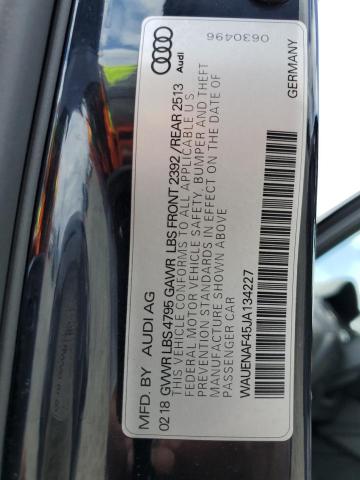 MFD. BY AUDI AG
02 18 GVWR LBS 4795 GAWR LBS FRONT 2392 / REAR 2513
THIS VEHICLE CONFORMS TO ALL APPLICABLE U S
FEDERAL MOTOR VEHICLE SAFETY, BUMPER AND THEFT
PREVENTION STANDARDS IN EFFECT ON THE DATE OF
MANUFACTURE SHOWN ABOVE
PASSENGER CAR
WAUENAF45JA134227
Audi
0630496
GERMANY